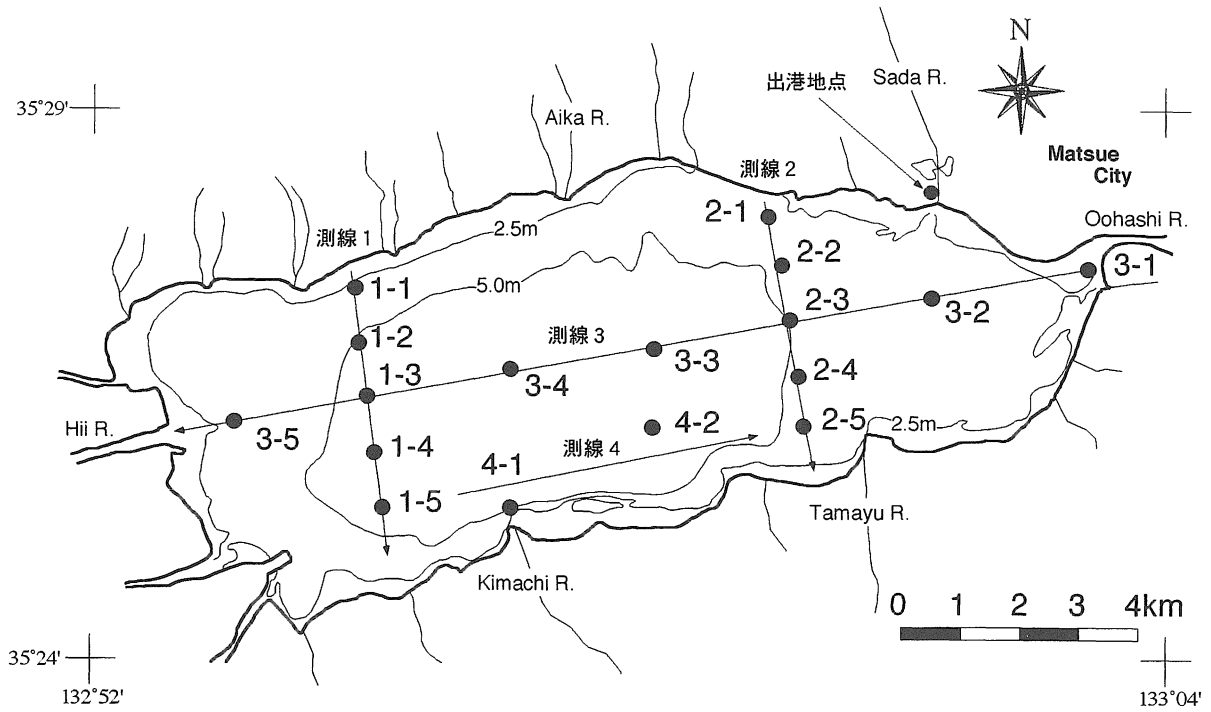 N
出港地点
Sada R.
35°29'
Aika R.
Matsue
City
測線2
Oohashi R.
2-1
測線1
2.5m
2-2
3-1
1-1
5.0m
2-3
3-2
1-2
測線3
3-3
1-3
3-4
2-4
Hii R.
3-5
4-2
2-5
2.5m
1-4
測線4
4-1
1-5
Tamayu R.
Kimachi R.
0 1 2 3 4km
35°24'
132°52'
133°04'